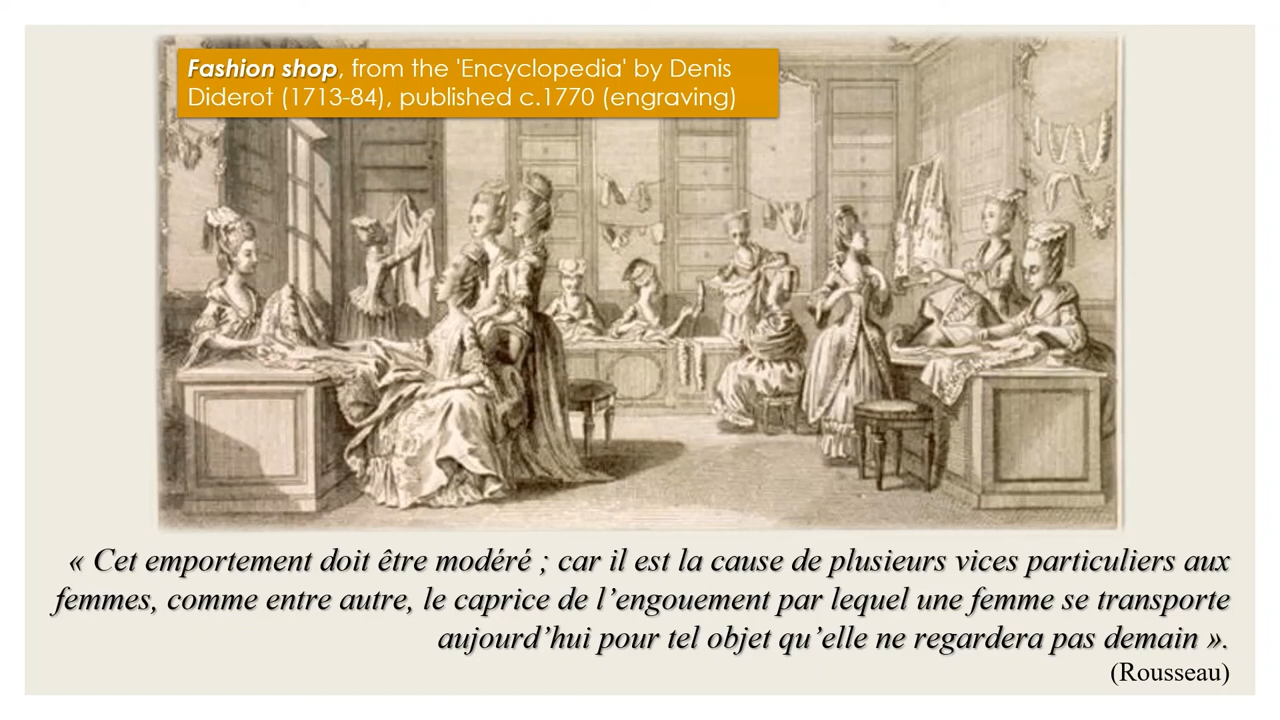 Fashion shop, from the 'Encyclopedia' by Denis
Diderot (1713-84), published c.1770 (engraving)
« Cet emportement doit être modéré ; car il est la cause de plusieurs vices particuliers aux
femmes, comme entre autre, le caprice de l’engouement par lequel une femme se transporte
aujourd’hui pour tel objet qu’elle ne regardera pas demain ».
(Rousseau)